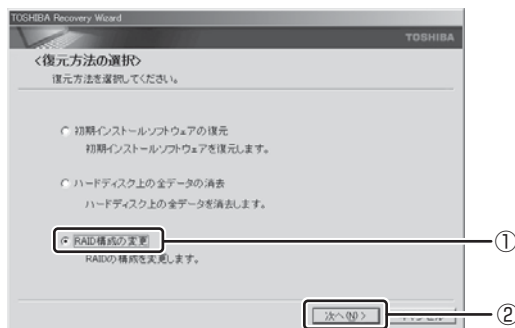 TOSHIBA Recovery Wizard
TOSHIBA
<復元方法の選択>
復元方法を選択してください。
初期インストールソフトウェアの復元
初期インストールソフトウェアを復元します。
ハードディスク上の全データの消去
ハードディスク上の全データを消去します。
RAID構成の変更
①
RAIDの構成を変更します。
次へ(N) >
②